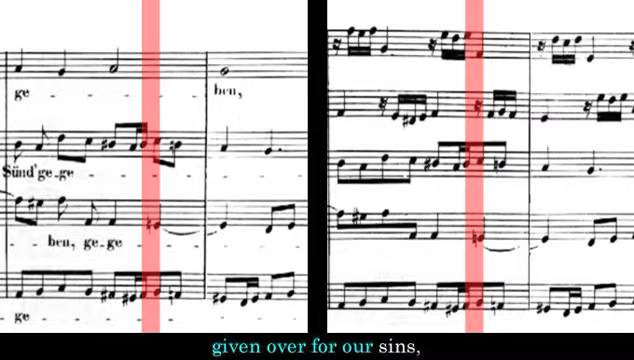 ge - - - ben,
Sünd' ge-ge - - -
- - ben, ge-ge - - -
ge - - - - -
given over for our sins,